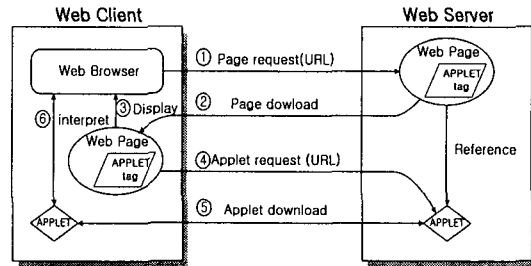 Web Client
Web Server
① Page request(URL)
Web Page
APPLET
tag
Web Browser
② Page dowload
③ Display
⑥ interpret
Web Page
APPLET
tag
④ Applet request (URL)
Reference
⑤ Applet download
APPLET
APPLET